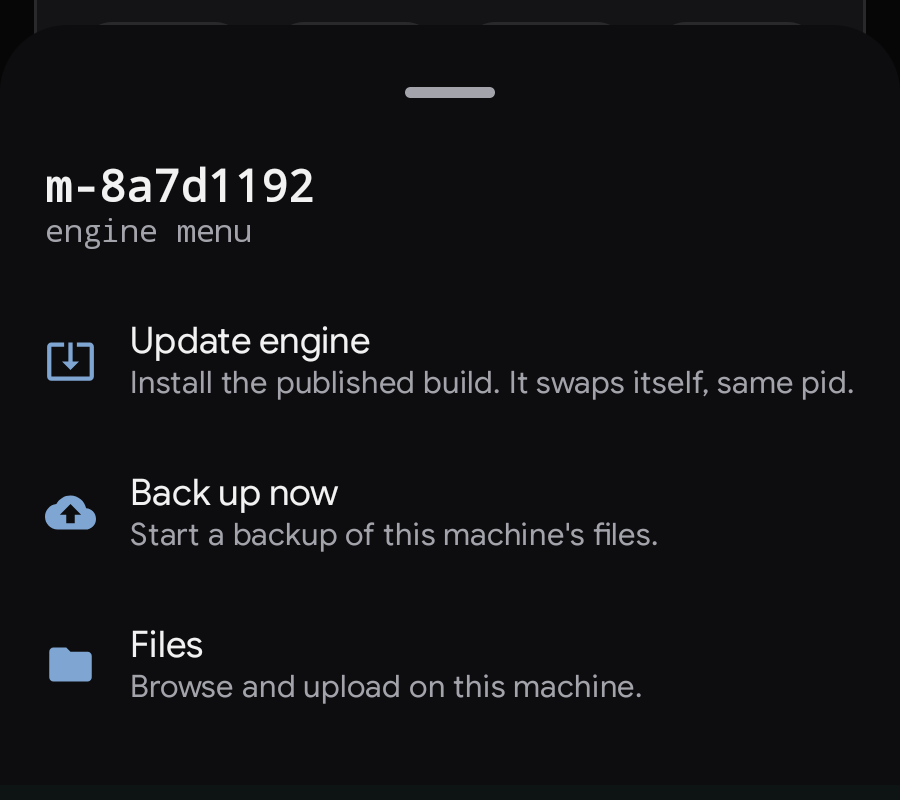 m-8a7d1192
engine menu
Update engine
Install the published build. It swaps itself, same pid.
Back up now
Start a backup of this machine's files.
Files
Browse and upload on this machine.